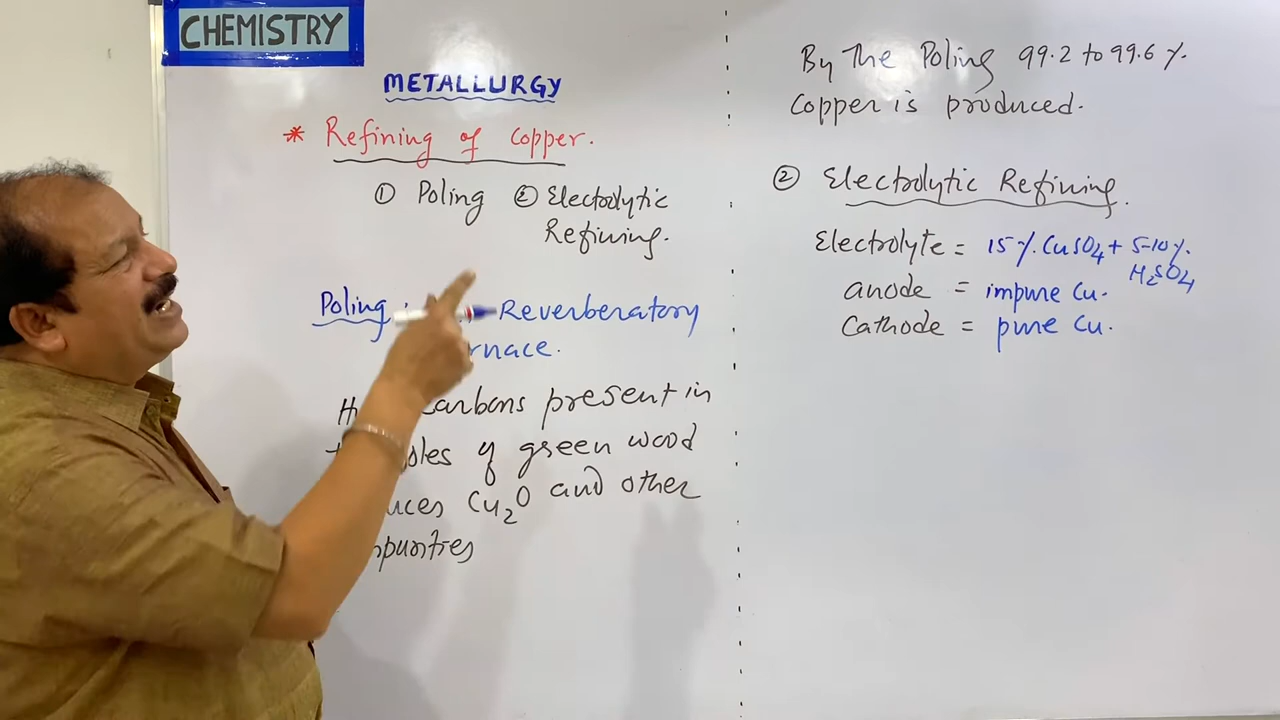 CHEMISTRY
METALLURGY
* Refining of Copper.
① Poling ② Electrolytic
Refining.
Poling Reverberatory
rnace.
carbons present in
oles of green wood
uces Cu₂O and other
mpurities
By The Poling 99.2 to 99.6 %.
Copper is produced.
② Electrolytic Refining.
Electrolyte = 15 %. CuSO₄ + 5-10 %.
H₂SO₄
anode = impure Cu.
Cathode = pure Cu.